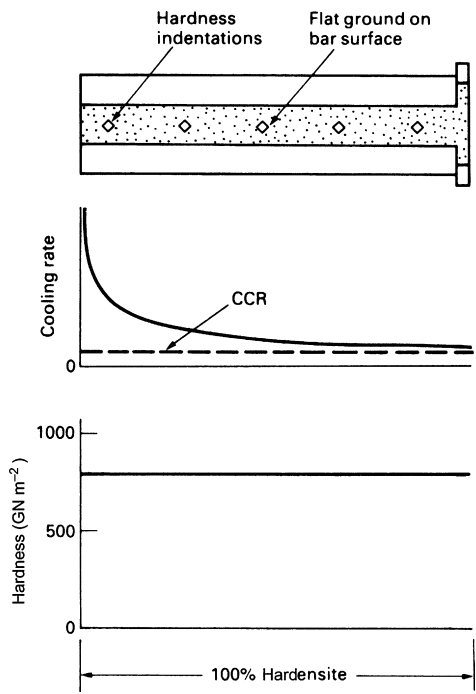 Hardness
indentations
Flat ground on
bar surface
Cooling rate
CCR
0
Hardness (GN m⁻²)
1000
500
0
100% Hardensite